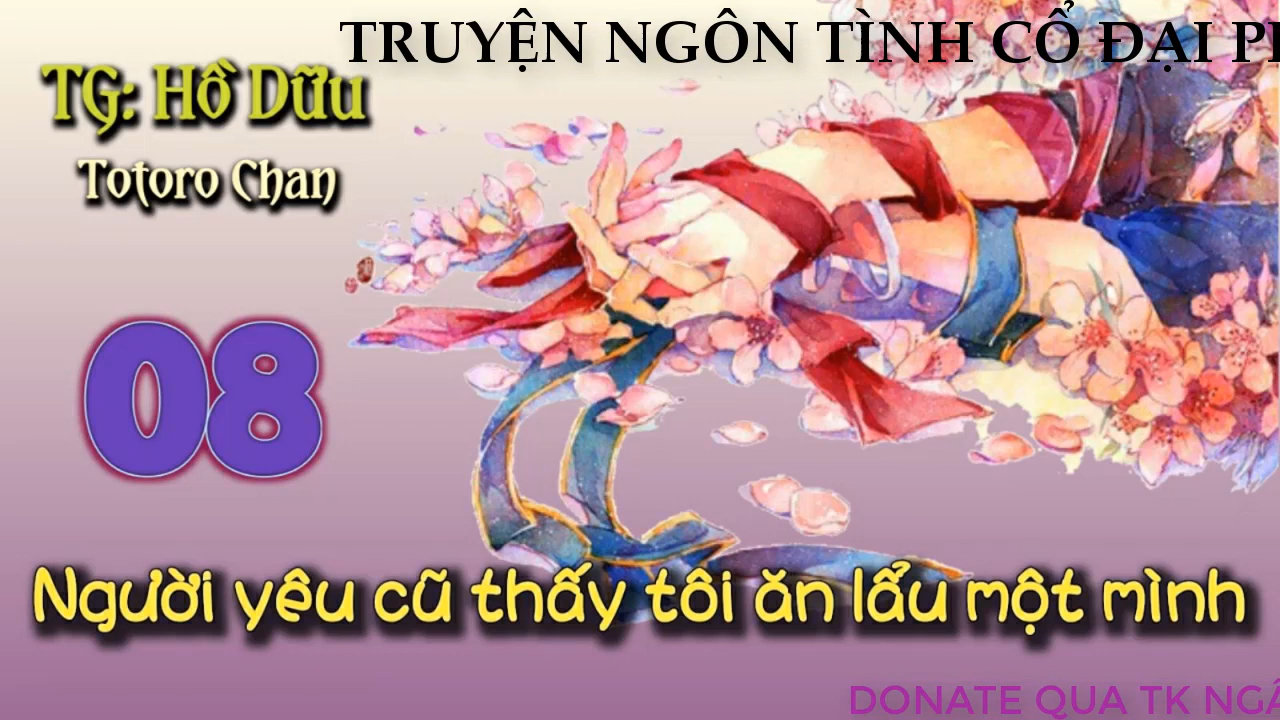 TRUYỆN NGÔN TÌNH CỔ ĐẠI
TG: Hồ Dữu
Totoro Chan
08
Người yêu cũ thấy tôi ăn lẩu một mình
DONATE QUA TK